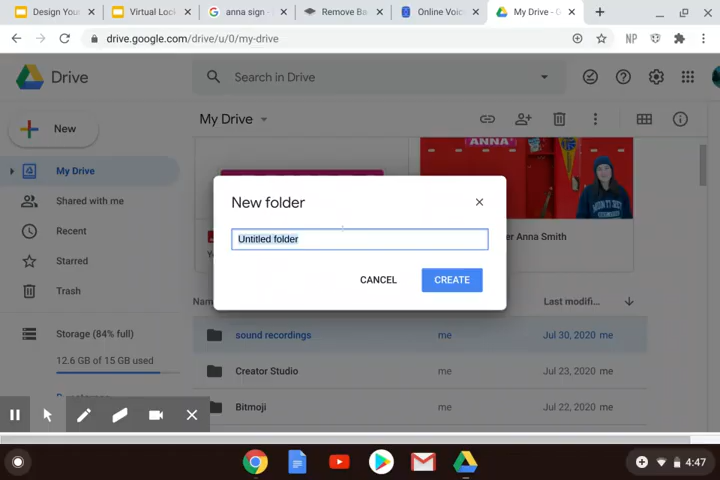 Design You
Virtual Lock
anna sign -
Remove Ba
Online Voic
My Drive - G
drive.google.com/drive/u/0/my-drive
NP
Drive
Search in Drive
New
My Drive
My Drive
ANNA
Shared with me
Recent
Starred
Trash
Storage (84% full)
12.6 GB of 15 GB used
New folder
Untitled folder
CANCEL
CREATE
er Anna Smith
Last modifi...
sound recordings
me
Jul 30, 2020 me
Creator Studio
me
Jul 23, 2020 me
Bitmoji
me
Jul 22, 2020 me
4:47